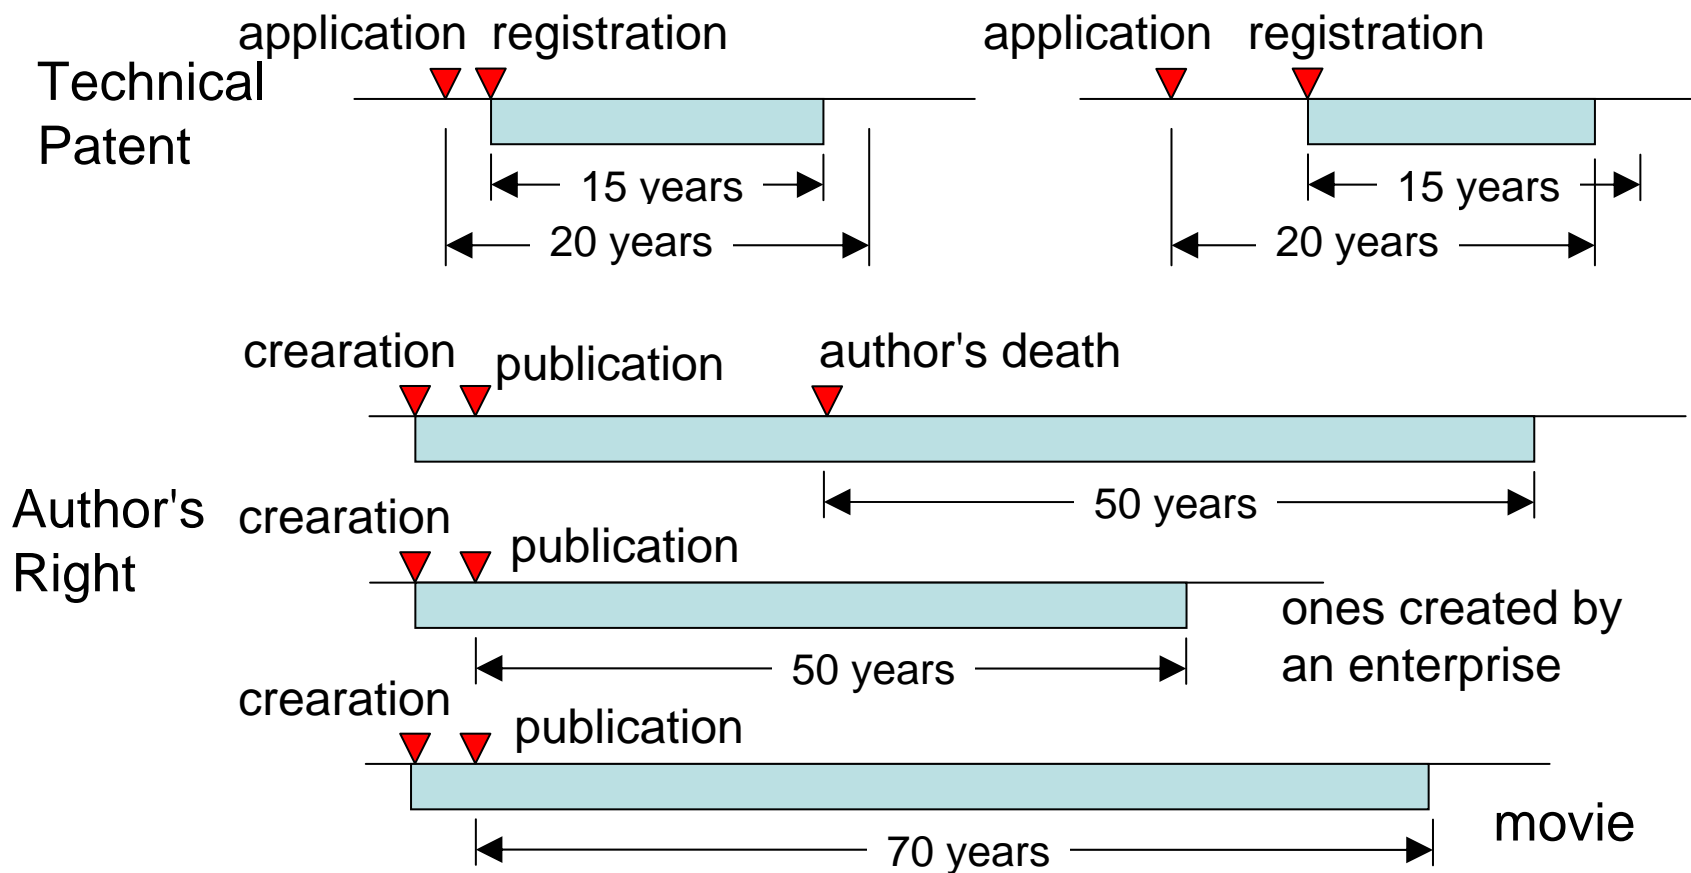 application registration
application registration
Technical
Patent
15 years
20 years
15 years
20 years
crearation
publication
author's death
50 years
Author's
Right
crearation
publication
50 years
ones created by
an enterprise
crearation
publication
70 years
movie